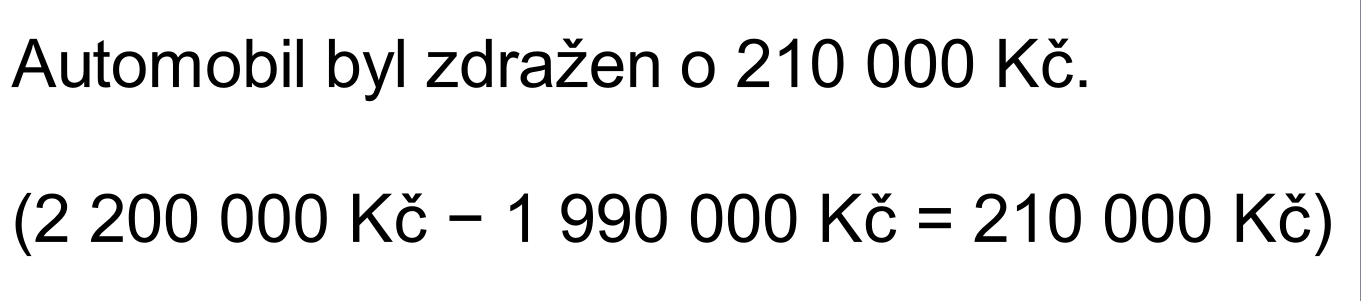 Automobil byl zdražen o 210 000 Kč.
(2 200 000 Kč − 1 990 000 Kč = 210 000 Kč)